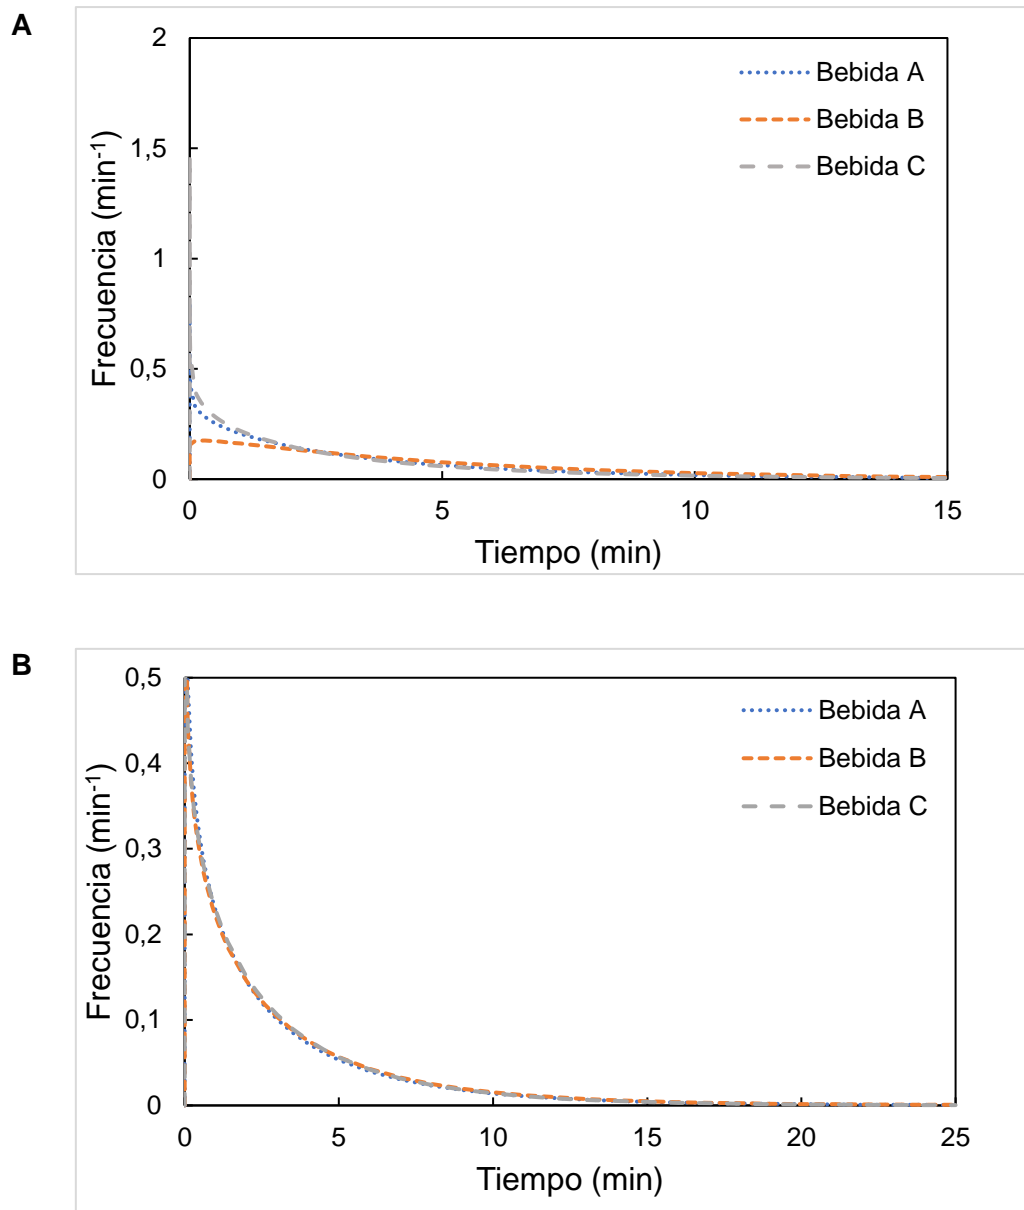 A
2
1,5
1
0,5
0
Frecuencia (min-1)
Bebida A
Bebida B
Bebida C
0 5 10 15
Tiempo (min)
B
0,5
0,4
0,3
0,2
0,1
0
Frecuencia (min-1)
Bebida A
Bebida B
Bebida C
0 5 10 15 20 25
Tiempo (min)